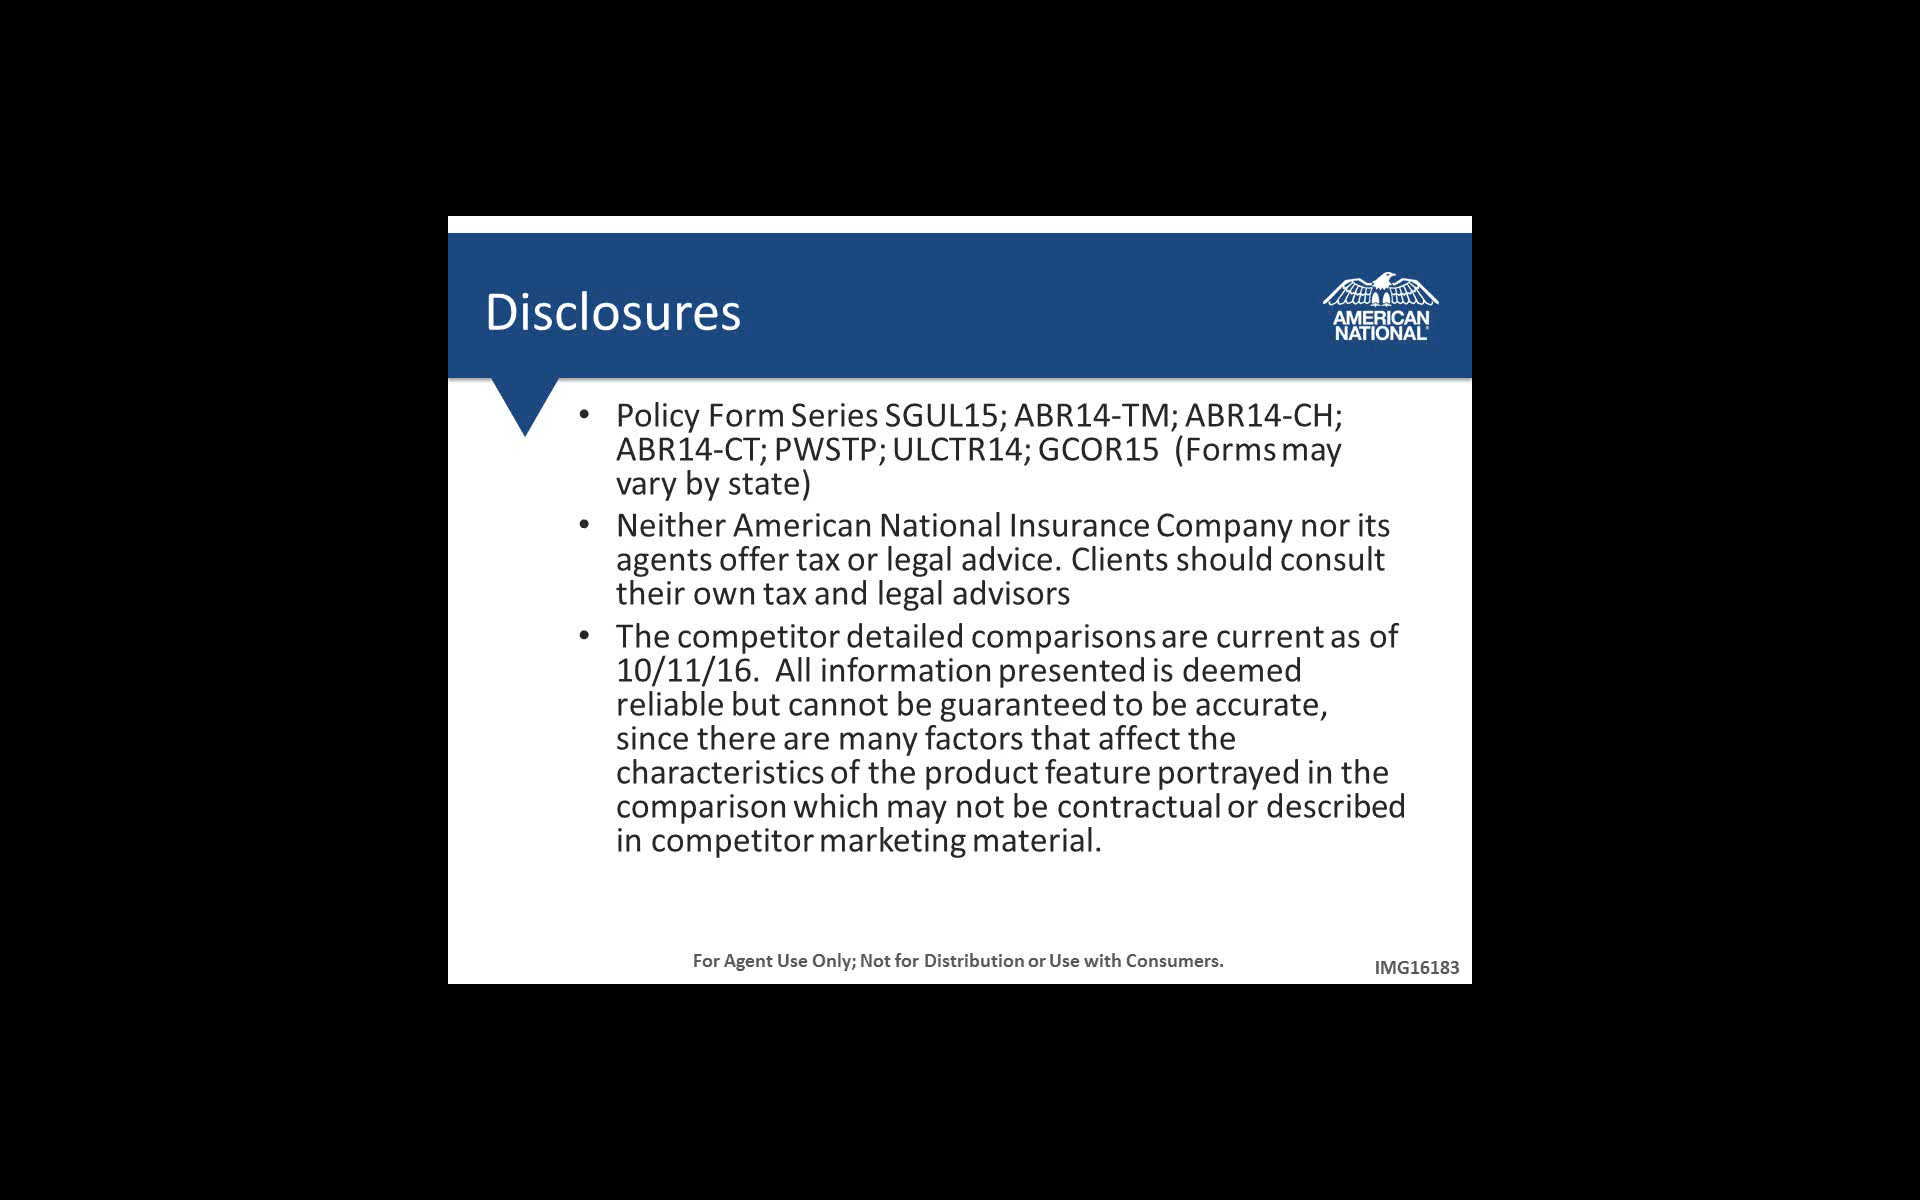 Disclosures
AMERICAN
NATIONAL
• Policy Form Series SGUL15; ABR14-TM; ABR14-CH;
ABR14-CT; PWSTP; ULCTR14; GCOR15  (Forms may
vary by state)
• Neither American National Insurance Company nor its
agents offer tax or legal advice. Clients should consult
their own tax and legal advisors
• The competitor detailed comparisons are current as of
10/11/16.  All information presented is deemed
reliable but cannot be guaranteed to be accurate,
since there are many factors that affect the
characteristics of the product feature portrayed in the
comparison which may not be contractual or described
in competitor marketing material.
For Agent Use Only; Not for Distribution or Use with Consumers.
IMG16183